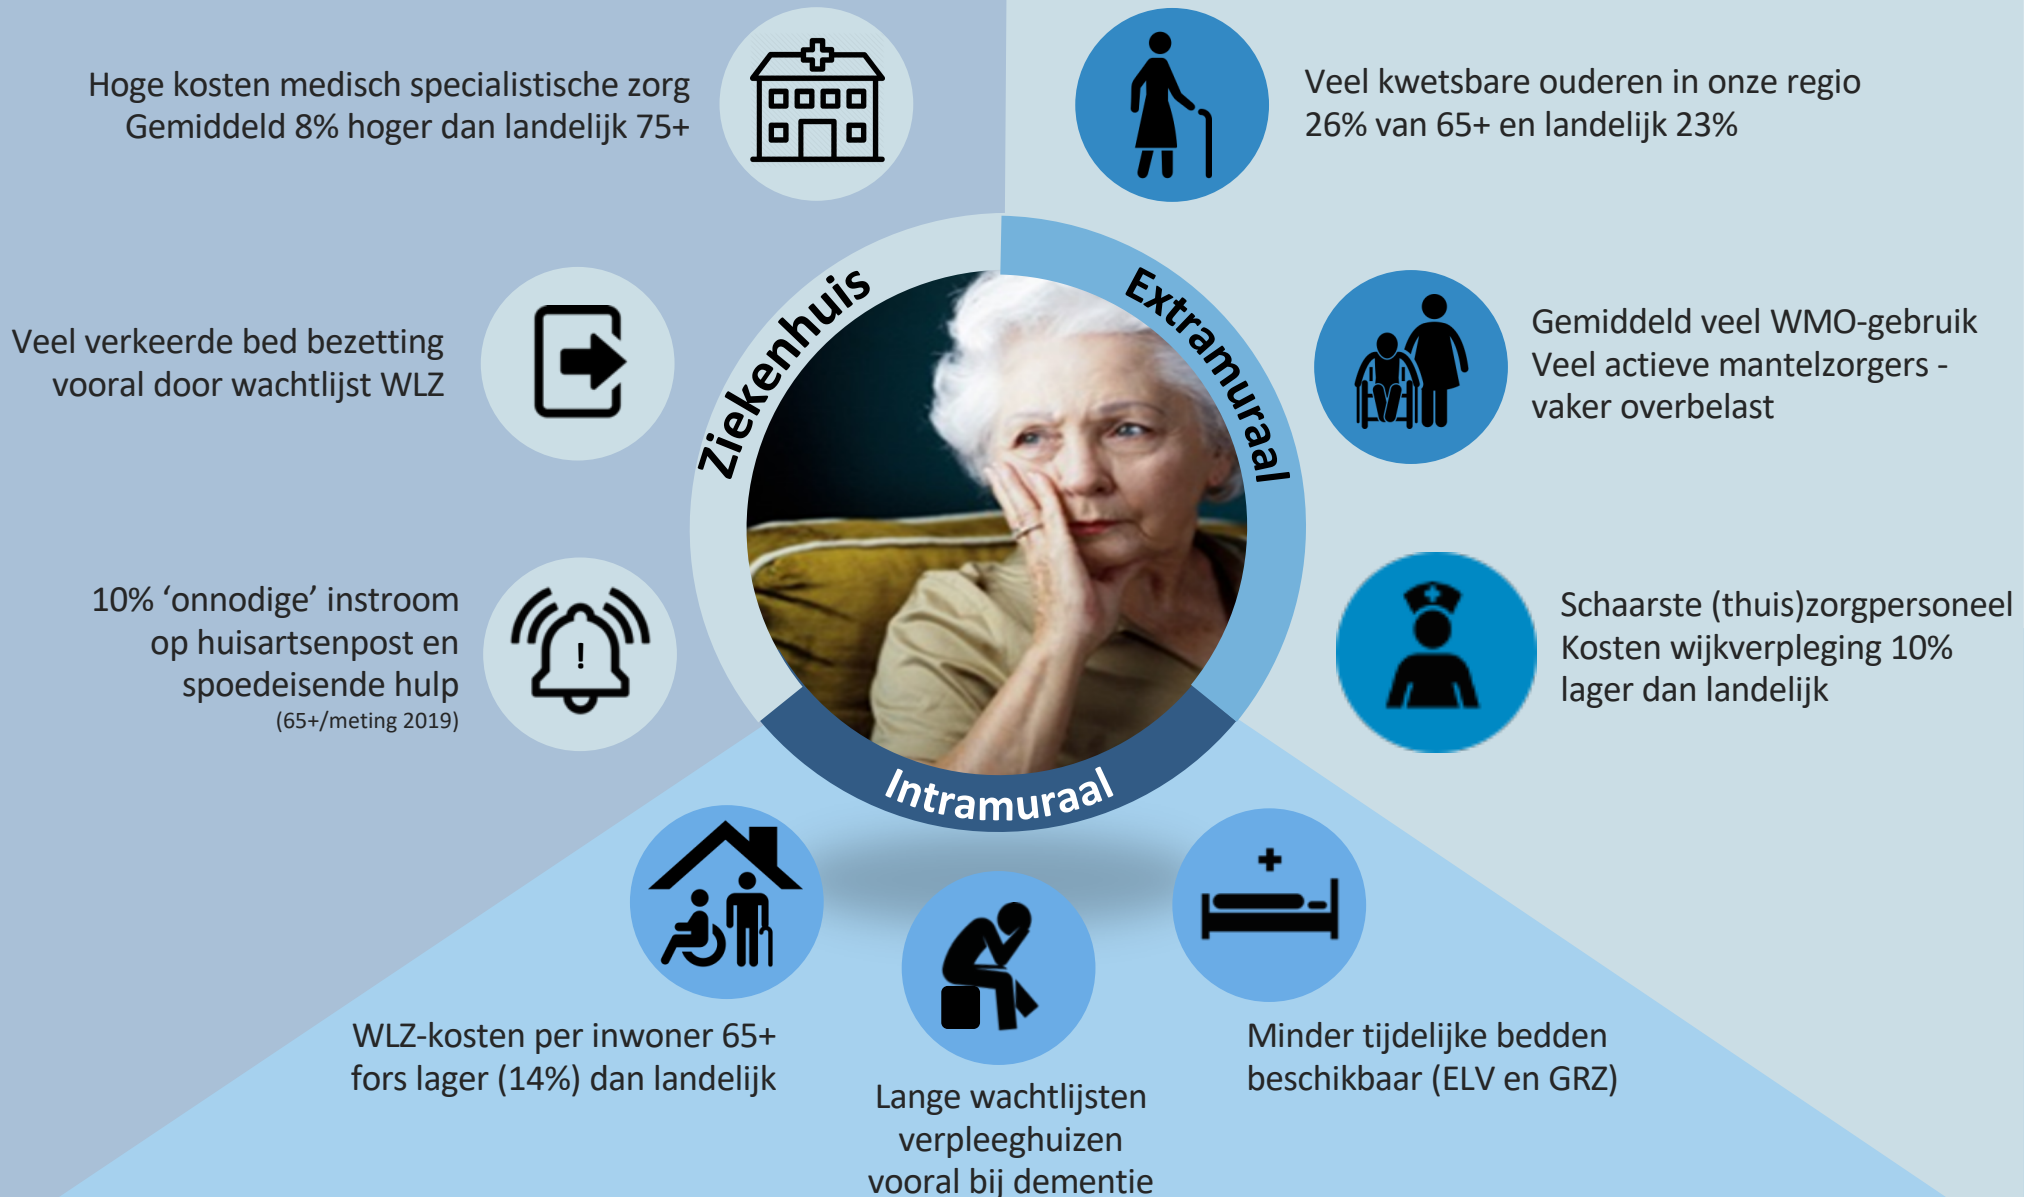 Hoge kosten medisch specialistische zorg
Gemiddeld 8% hoger dan landelijk 75+
Veel verkeerde bed bezetting
vooral door wachtlijst WLZ
10% ‘onnodige’ instroom
op huisartsenpost en
spoedeisende hulp
(65+/meting 2019)
Ziekenhuis
Extramuraal
Intramuraal
!
Veel kwetsbare ouderen in onze regio
26% van 65+ en landelijk 23%
Gemiddeld veel WMO-gebruik
Veel actieve mantelzorgers -
vaker overbelast
Schaarste (thuis)zorgpersoneel
Kosten wijkverpleging 10%
lager dan landelijk
WLZ-kosten per inwoner 65+
fors lager (14%) dan landelijk
Lange wachtlijsten
verpleeghuizen
vooral bij dementie
Minder tijdelijke bedden
beschikbaar (ELV en GRZ)